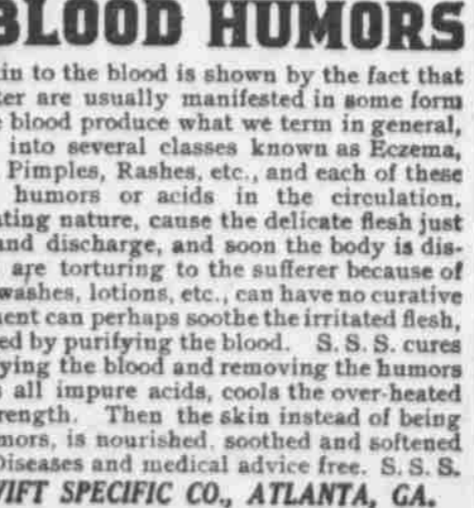 BLOOD HUMORS
in to the blood is shown by the fact that
er are usually manifested in some form
blood produce what we term in general,
into several classes known as Eczema,
Pimples, Rashes, etc., and each of these
humors or acids in the circulation,
ating nature, cause the delicate flesh just
and discharge, and soon the body is dis-
are torturing to the sufferer because of
washes, lotions, etc., can have no curative
ent can perhaps soothe the irritated flesh,
ed by purifying the blood. S. S. S. cures
ying the blood and removing the humors
all impure acids, cools the over-heated
rength. Then the skin instead of being
mors, is nourished, soothed and softened
Diseases and medical advice free. S. S. S.
WIFT SPECIFIC CO., ATLANTA, GA.